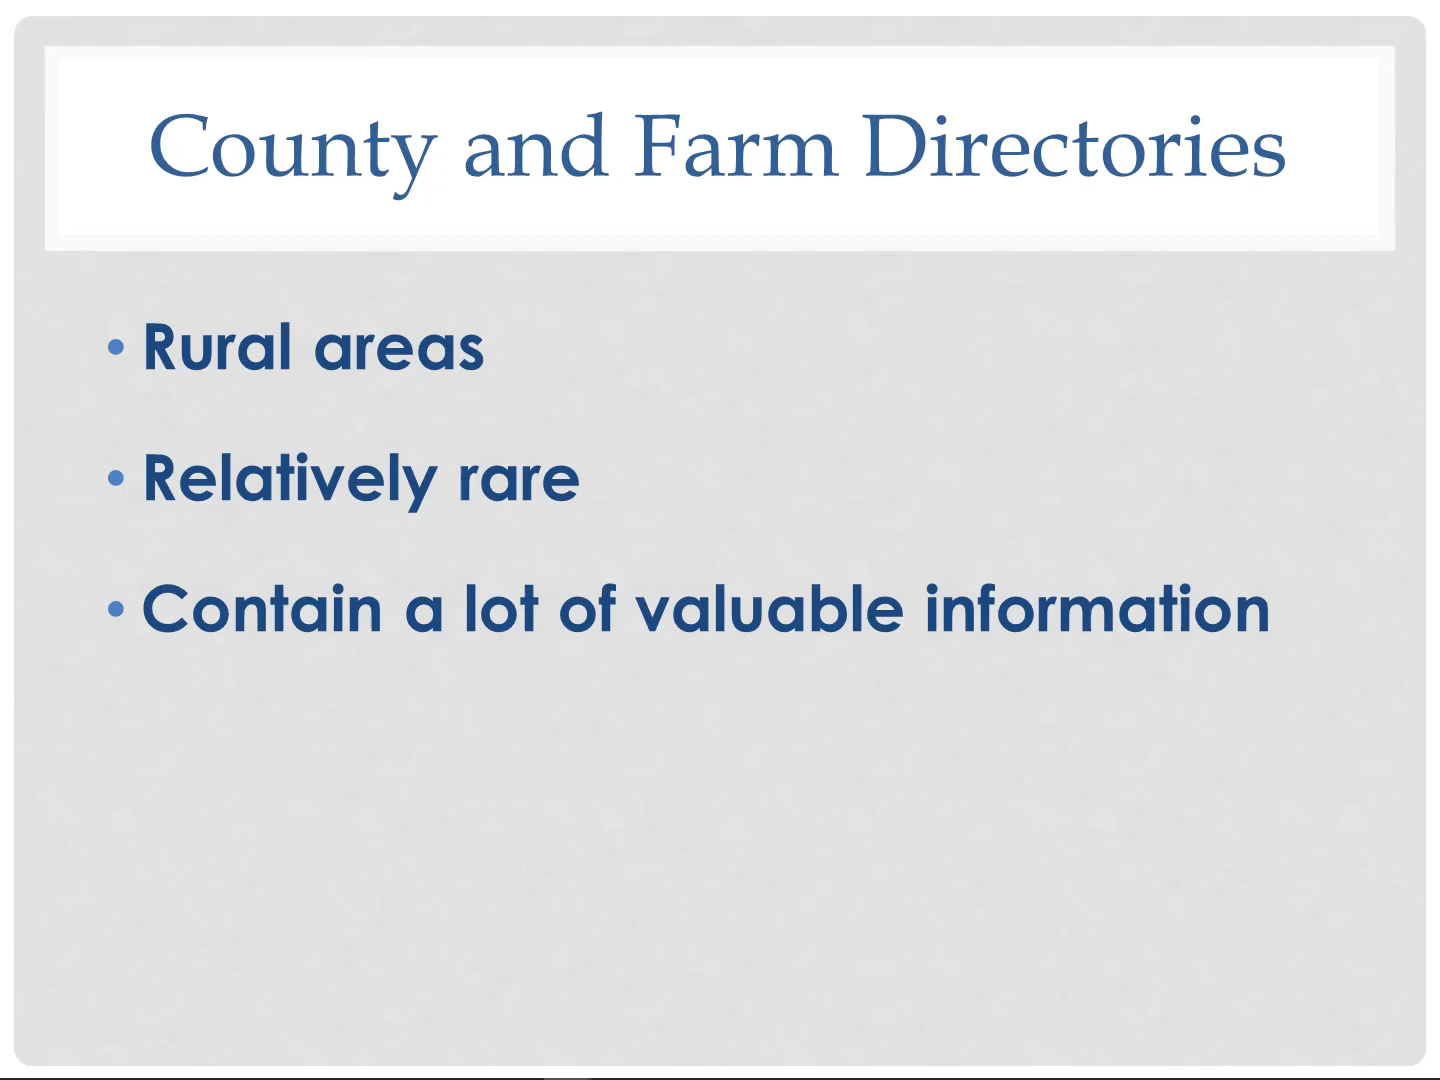 County and Farm Directories
• Rural areas
• Relatively rare
• Contain a lot of valuable information